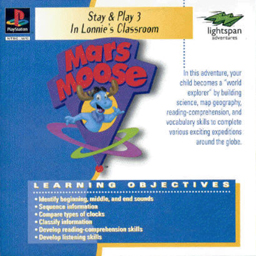 Stay & Play 3
In Lonnie's Classroom
PlayStation
lightspan
adventures
Mars
Moose
In this adventure, your
child becomes a "world
explorer" by building
science, map geography,
reading-comprehension, and
vocabulary skills to complete
various exciting expeditions
around the globe.
LEARNING OBJECTIVES
• Identify beginning, middle, and end sounds
• Sequence information
• Compare types of clocks
• Classify information
• Develop reading-comprehension skills
• Develop listening skills